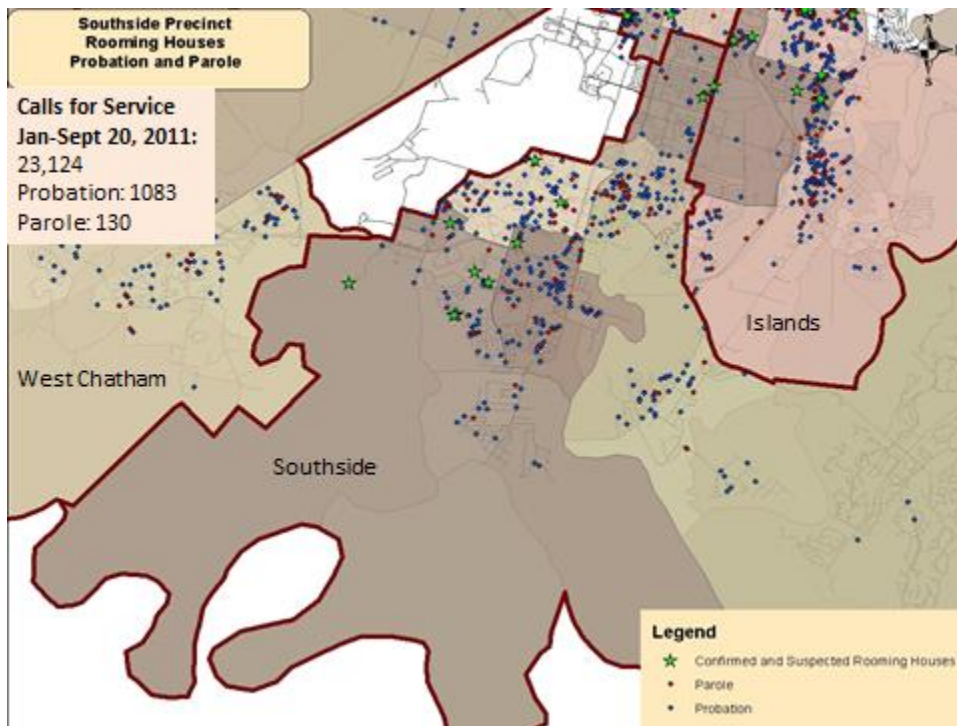 Southside Precinct
Rooming Houses
Probation and Parole
Calls for Service
Jan-Sept 20, 2011:
23,124
Probation: 1083
Parole: 130
N
S
Islands
West Chatham
Southside
Legend
Confirmed and Suspected Rooming Houses
Parole
Probation